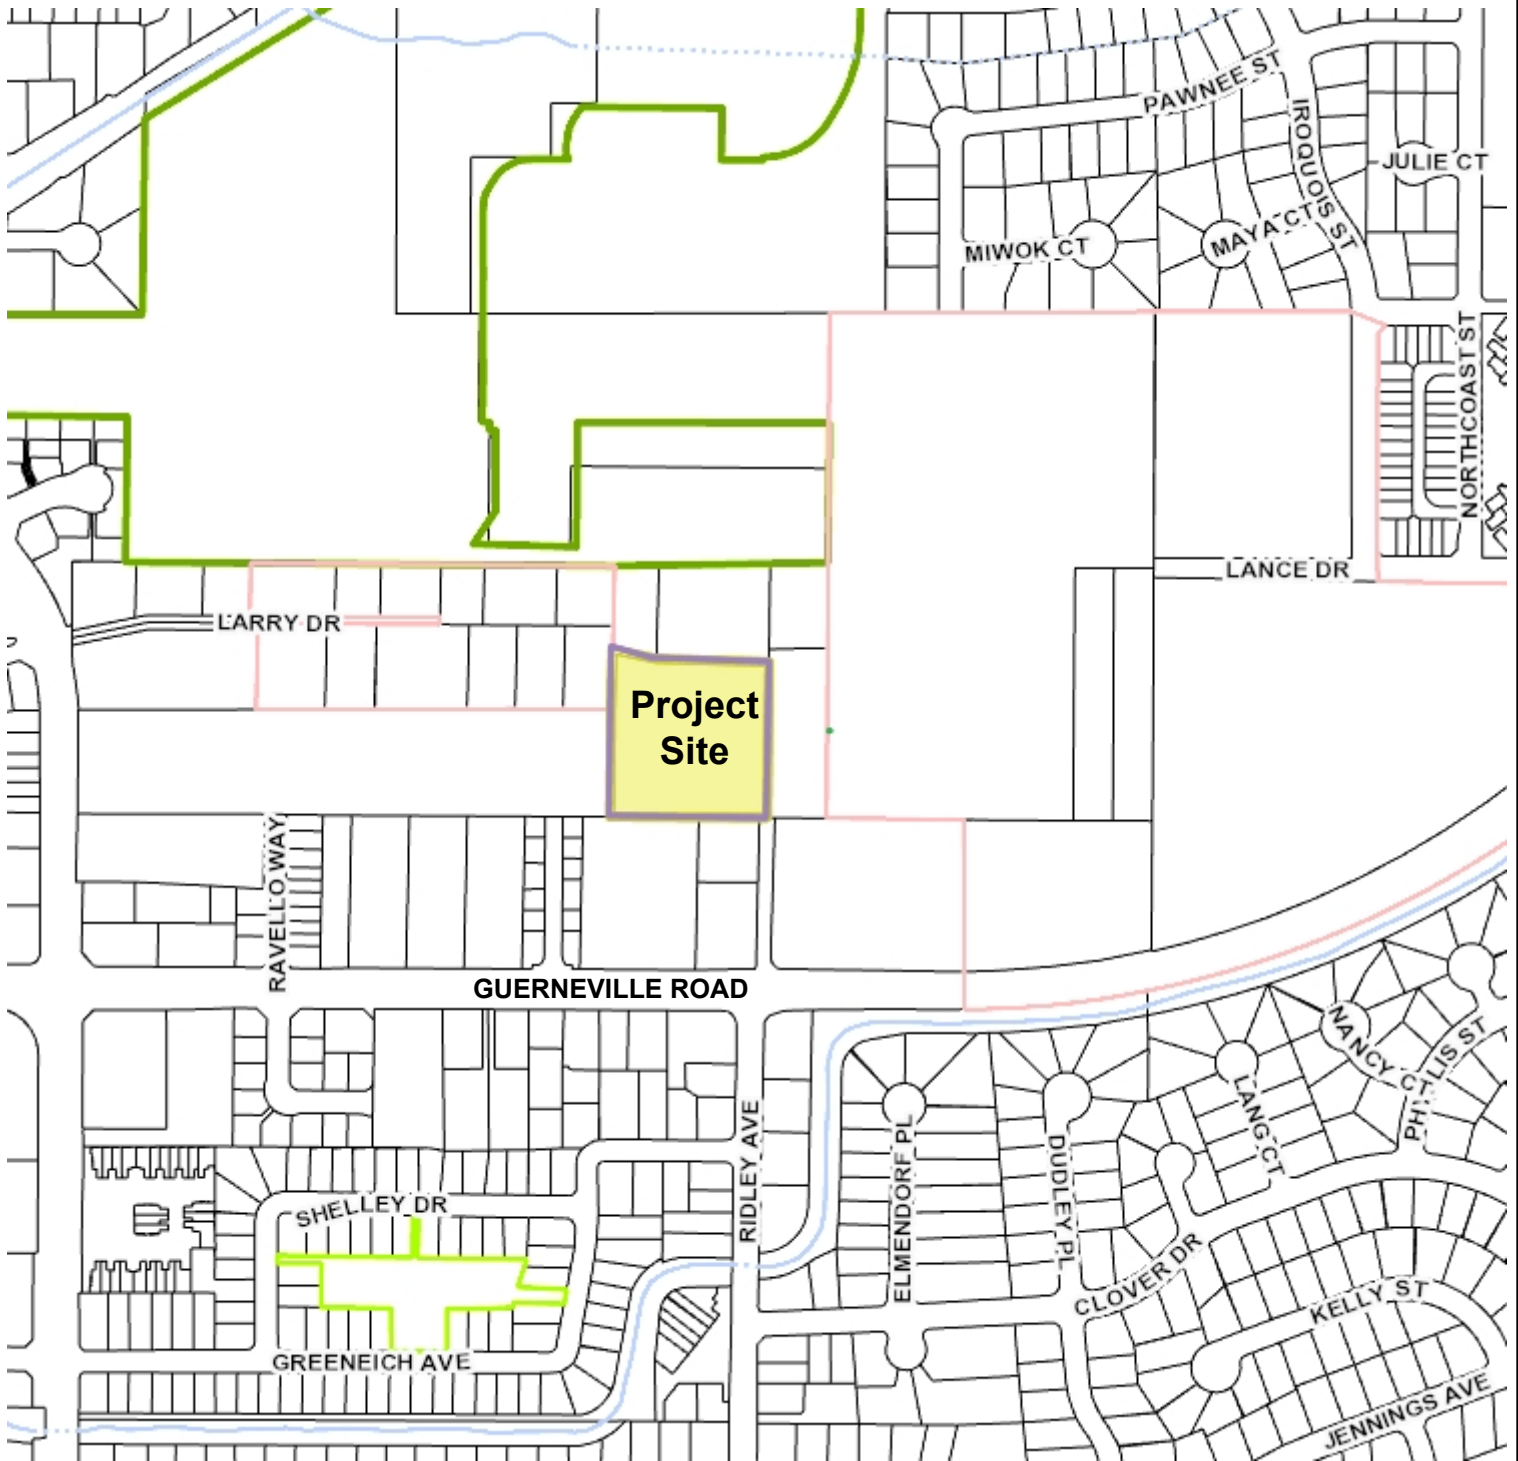 PAWNEE ST
IROQUOIS ST
JULIE CT
MIWOK CT
MAYA CT
NORTHCOAST ST
LANCE DR
LARRY DR
Project
Site
RAVELLO WAY
GUERNEVILLE ROAD
NANCY CT
PHYLLIS ST
LANG CT
RIDLEY AVE
ELMENDORF PL
DUDLEY PL
SHELLEY DR
CLOVER DR
KELLY ST
GREENEICH AVE
JENNINGS AVE